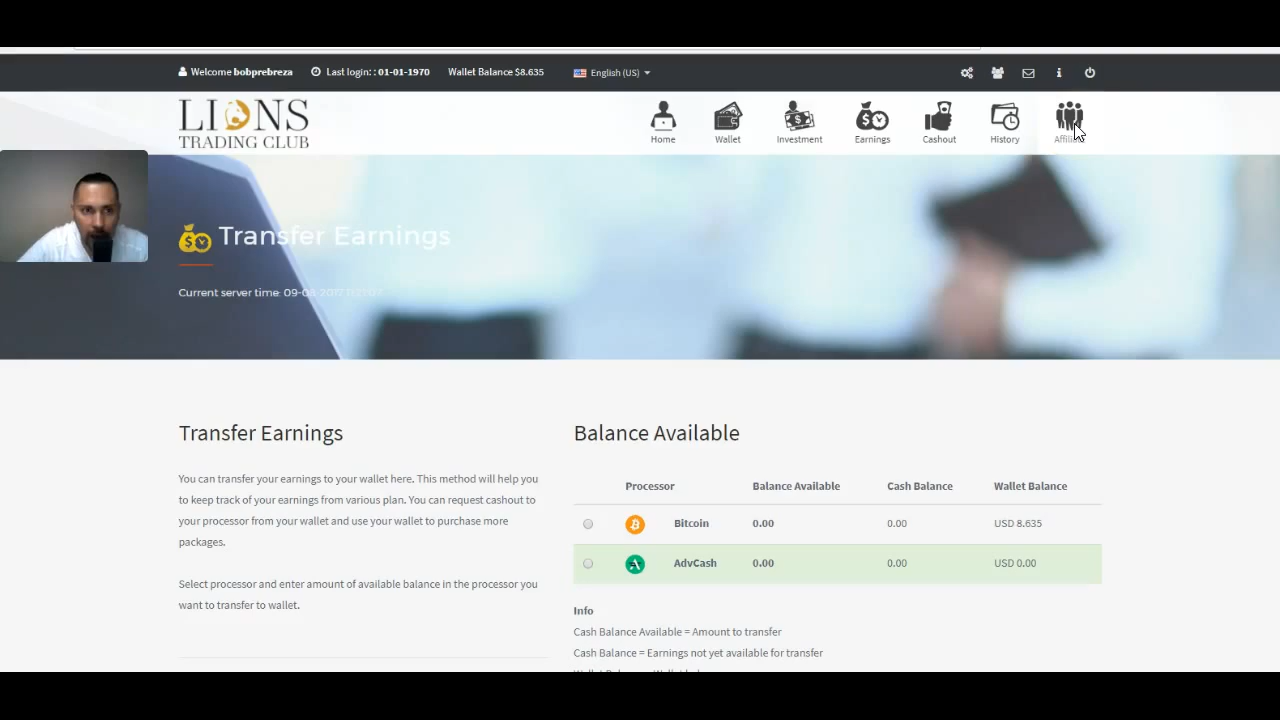 Welcome bobprebreza
Last login: : 01-01-1970
Wallet Balance $8.635
English (US)
LIONS
TRADING CLUB
Home
Wallet
Investment
Earnings
Cashout
History
Transfer Earnings
Current server time:
Transfer Earnings
You can transfer your earnings to your wallet here. This method will help you
to keep track of your earnings from various plan. You can request cashout to
your processor from your wallet and use your wallet to purchase more
packages.
Select processor and enter amount of available balance in the processor you
want to transfer to wallet.
Balance Available
Processor Balance Available Cash Balance Wallet Balance
Bitcoin 0.00 0.00 USD 8.635
AdvCash 0.00 0.00 USD 0.00
Info
Cash Balance Available = Amount to transfer
Cash Balance = Earnings not yet available for transfer